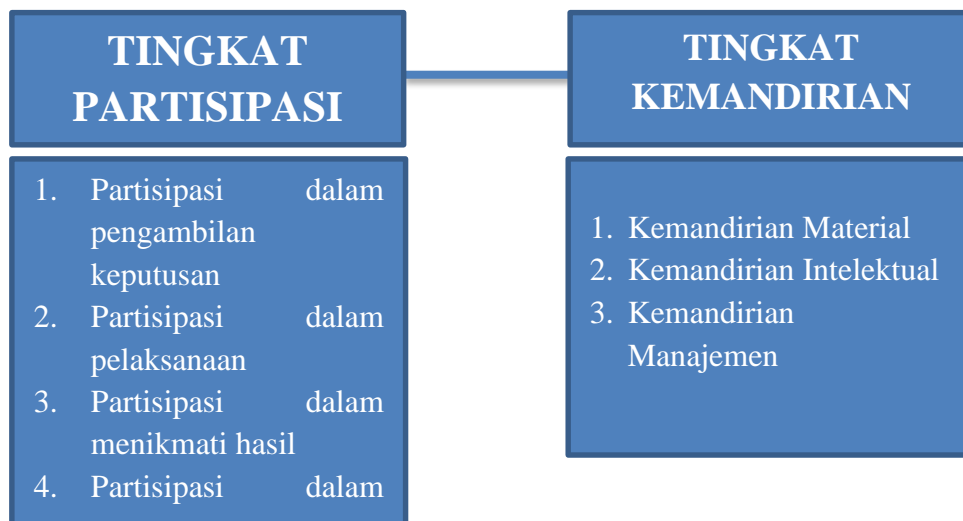 TINGKAT
PARTISIPASI
1. Partisipasi dalam
pengambilan
keputusan
2. Partisipasi dalam
pelaksanaan
3. Partisipasi dalam
menikmati hasil
4. Partisipasi dalam
TINGKAT
KEMANDIRIAN
1. Kemandirian Material
2. Kemandirian Intelektual
3. Kemandirian
Manajemen